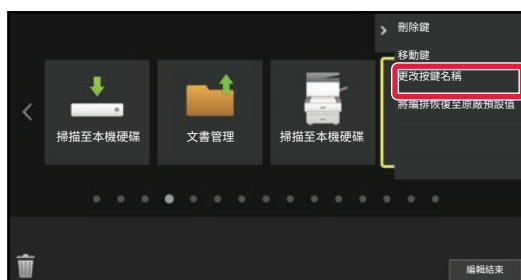 刪除鍵
移動鍵
更改按鍵名稱
將編排恢復至原廠預設值
掃描至本機硬碟
文書管理
掃描至本機硬碟
編輯結束